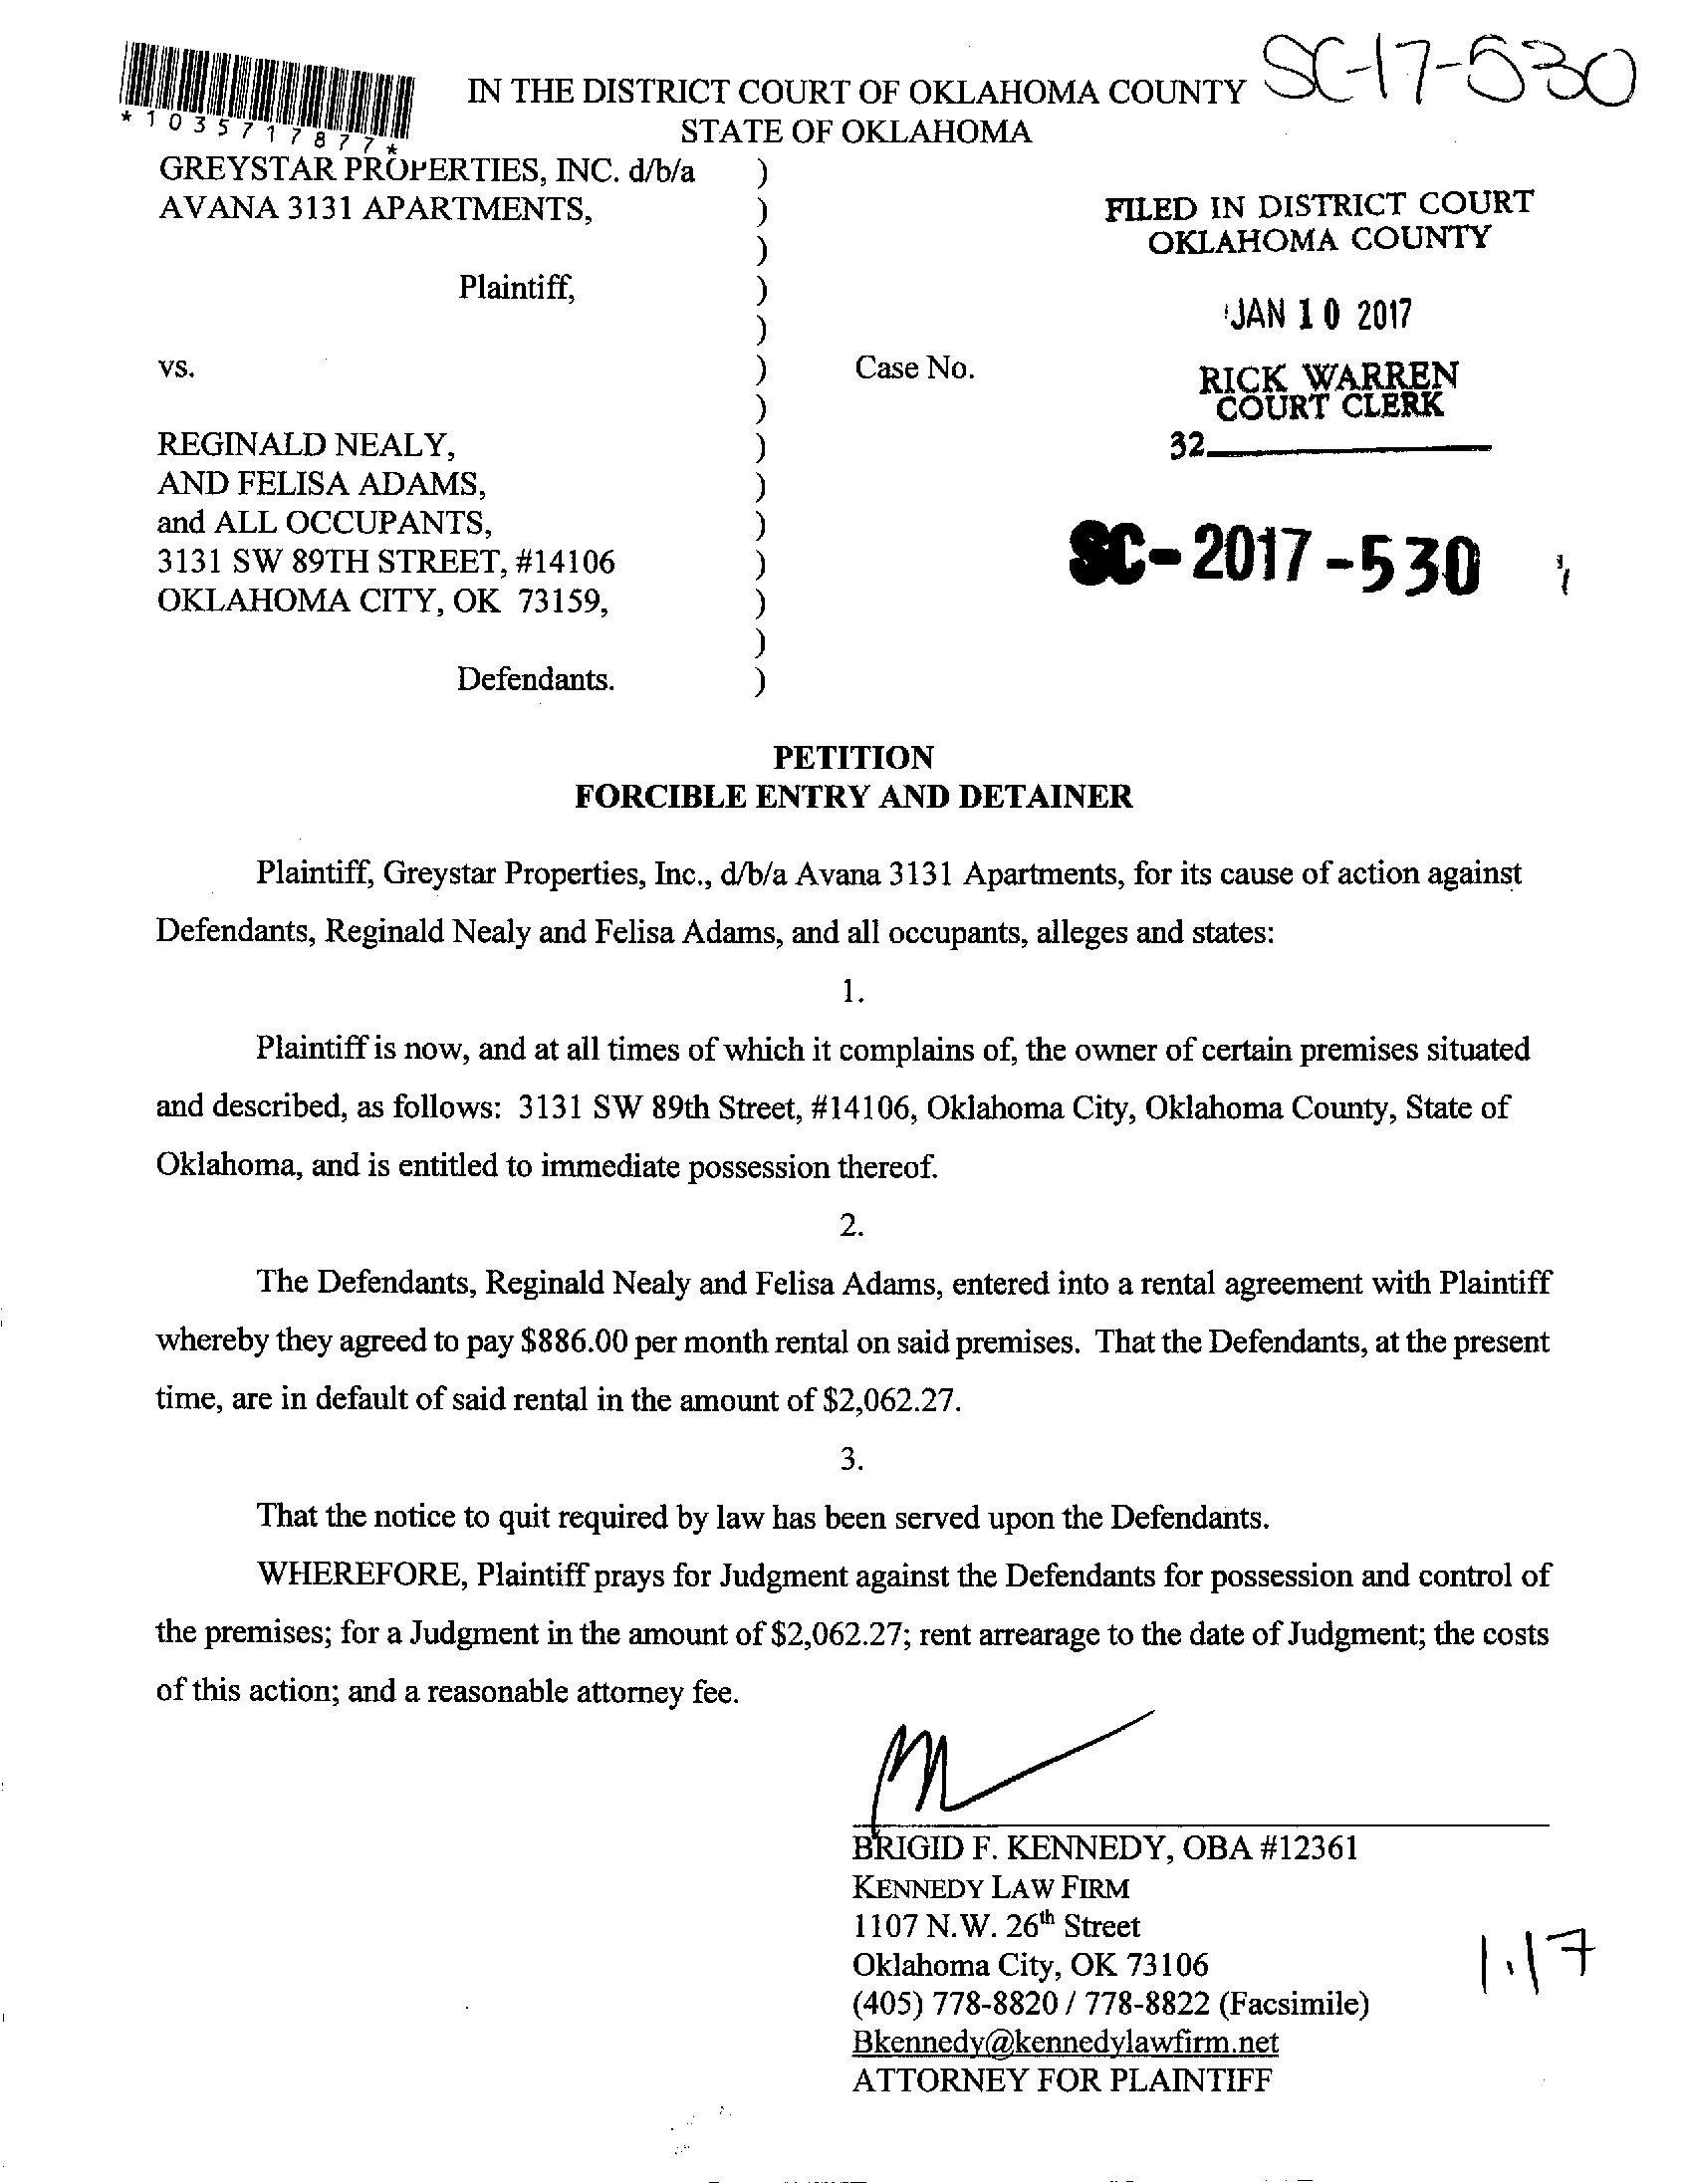 SC-17-530
*1035717877*
IN THE DISTRICT COURT OF OKLAHOMA COUNTY
STATE OF OKLAHOMA
GREYSTAR PROPERTIES, INC. d/b/a )
AVANA 3131 APARTMENTS, )
)
Plaintiff, )
)
vs. ) Case No.
)
REGINALD NEALY, )
AND FELISA ADAMS, )
and ALL OCCUPANTS, )
3131 SW 89TH STREET, #14106 )
OKLAHOMA CITY, OK 73159, )
)
Defendants. )
FILED IN DISTRICT COURT
OKLAHOMA COUNTY
JAN 10 2017
RICK WARREN
COURT CLERK
32
SC-2017-530
PETITION
FORCIBLE ENTRY AND DETAINER
Plaintiff, Greystar Properties, Inc., d/b/a Avana 3131 Apartments, for its cause of action against
Defendants, Reginald Nealy and Felisa Adams, and all occupants, alleges and states:
1.
Plaintiff is now, and at all times of which it complains of, the owner of certain premises situated
and described, as follows: 3131 SW 89th Street, #14106, Oklahoma City, Oklahoma County, State of
Oklahoma, and is entitled to immediate possession thereof.
2.
The Defendants, Reginald Nealy and Felisa Adams, entered into a rental agreement with Plaintiff
whereby they agreed to pay $886.00 per month rental on said premises. That the Defendants, at the present
time, are in default of said rental in the amount of $2,062.27.
3.
That the notice to quit required by law has been served upon the Defendants.
WHEREFORE, Plaintiff prays for Judgment against the Defendants for possession and control of
the premises; for a Judgment in the amount of $2,062.27; rent arrearage to the date of Judgment; the costs
of this action; and a reasonable attorney fee.
BRIGID F. KENNEDY, OBA #12361
KENNEDY LAW FIRM
1107 N.W. 26th Street
Oklahoma City, OK 73106
(405) 778-8820 / 778-8822 (Facsimile)
Bkennedy@kennedylawfirm.net
ATTORNEY FOR PLAINTIFF
1.17